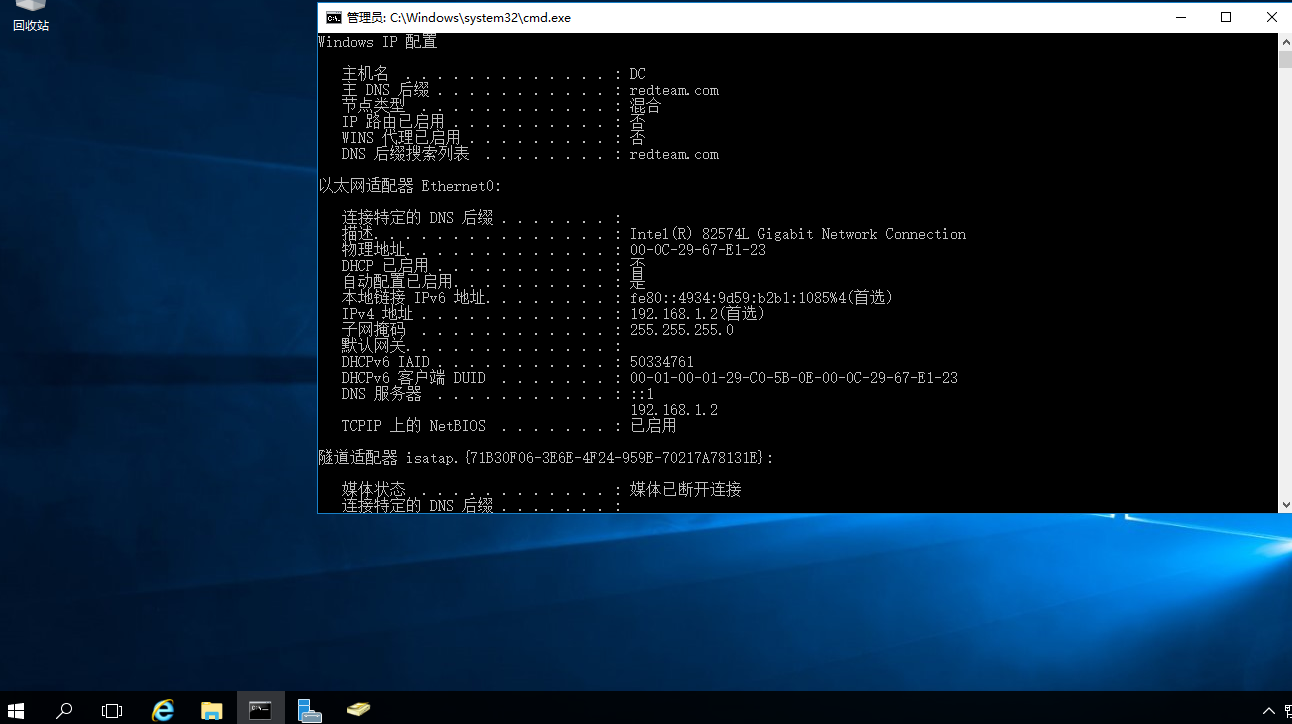 回收站
管理员: C:\Windows\system32\cmd.exe
Windows IP 配置
主机名 . . . . . . . . . . . . . : DC
主 DNS 后缀 . . . . . . . . . . . : redteam.com
节点类型 . . . . . . . . . . . . : 混合
IP 路由已启用 . . . . . . . . . . : 否
WINS 代理已启用 . . . . . . . . . : 否
DNS 后缀搜索列表 . . . . . . . . : redteam.com
以太网适配器 Ethernet0:
连接特定的 DNS 后缀 . . . . . . . :
描述. . . . . . . . . . . . . . . : Intel(R) 82574L Gigabit Network Connection
物理地址. . . . . . . . . . . . . : 00-0C-29-67-E1-23
DHCP 已启用 . . . . . . . . . . . : 否
自动配置已启用. . . . . . . . . . : 是
本地链接 IPv6 地址. . . . . . . . : fe80::4934:9d59:b2b1:1085%4(首选)
IPv4 地址 . . . . . . . . . . . . : 192.168.1.2(首选)
子网掩码 . . . . . . . . . . . . : 255.255.255.0
默认网关. . . . . . . . . . . . . :
DHCPv6 IAID . . . . . . . . . . . : 50334761
DHCPv6 客户端 DUID . . . . . . . : 00-01-00-01-29-C0-5B-0E-00-0C-29-67-E1-23
DNS 服务器 . . . . . . . . . . . : ::1
192.168.1.2
TCPIP 上的 NetBIOS . . . . . . . : 已启用
隧道适配器 isatap.{71B30F06-3E6E-4F24-959E-70217A78131E}:
媒体状态 . . . . . . . . . . . . : 媒体已断开连接
连接特定的 DNS 后缀 . . . . . . . :